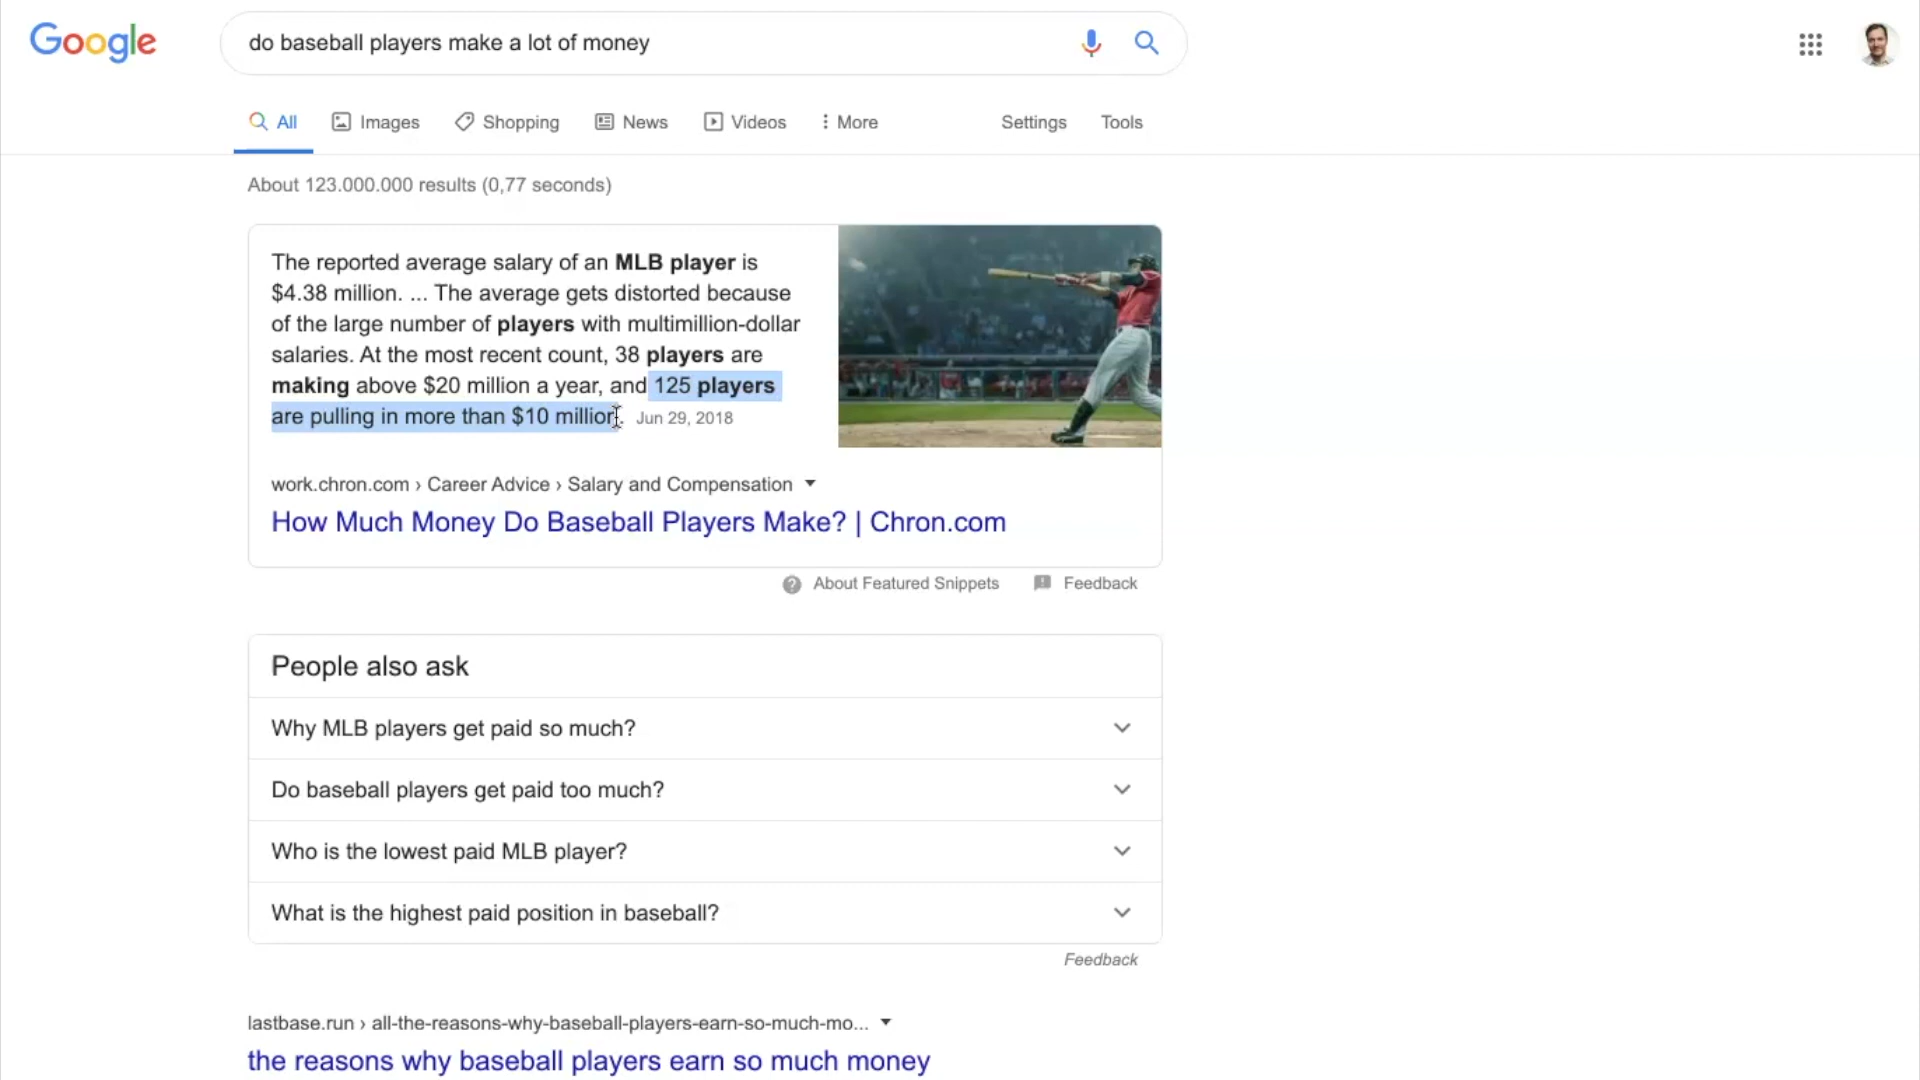 Google
do baseball players make a lot of money
All
Images
Shopping
News
Videos
More
Settings
Tools
About 123.000.000 results (0,77 seconds)
The reported average salary of an MLB player is
$4.38 million. ... The average gets distorted because
of the large number of players with multimillion-dollar
salaries. At the most recent count, 38 players are
making above $20 million a year, and 125 players
are pulling in more than $10 million. Jun 29, 2018
work.chron.com › Career Advice › Salary and Compensation
How Much Money Do Baseball Players Make? | Chron.com
About Featured Snippets
Feedback
People also ask
Why MLB players get paid so much?
Do baseball players get paid too much?
Who is the lowest paid MLB player?
What is the highest paid position in baseball?
Feedback
lastbase.run › all-the-reasons-why-baseball-players-earn-so-much-mo...
the reasons why baseball players earn so much money